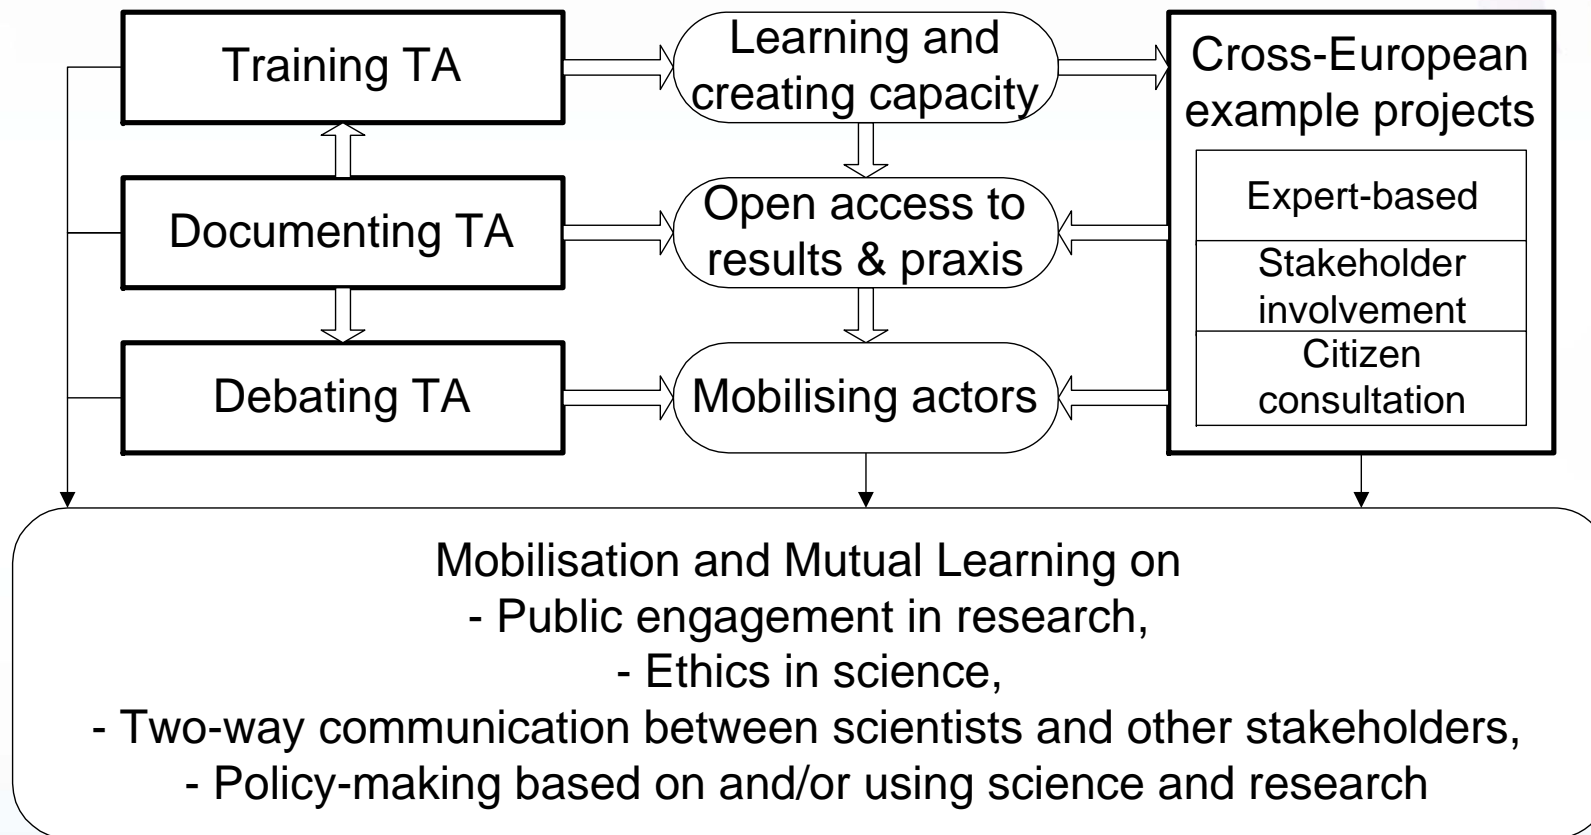 Training TA
Learning and
creating capacity
Cross-European
example projects
Expert-based
Stakeholder
involvement
Citizen
consultation
Documenting TA
Open access to
results & praxis
Debating TA
Mobilising actors
Mobilisation and Mutual Learning on
- Public engagement in research,
- Ethics in science,
- Two-way communication between scientists and other stakeholders,
- Policy-making based on and/or using science and research